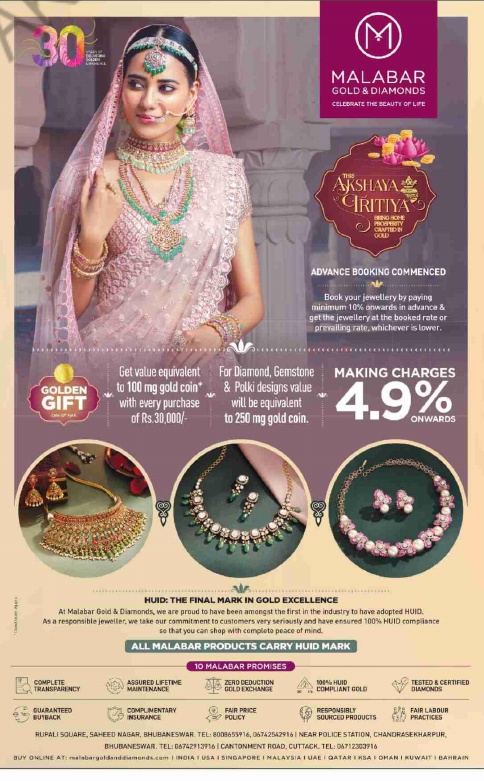 30
YEARS OF
MALABAR
GOLD & DIAMONDS
CELEBRATE THE BEAUTY OF LIFE
THIS
AKSHAYA
TRITIYA
BRING HOME
PROSPERITY
CRAFTED IN
GOLD
ADVANCE BOOKING COMMENCED
Book your jewellery by paying
minimum 10% onwards in advance &
get the jewellery at the booked rate or
prevailing rate, whichever is lower.
GOLDEN
GIFT
Get value equivalent
to 100 mg gold coin*
with every purchase
of Rs.30,000/-
For Diamond, Gemstone
& Polki designs value
will be equivalent
to 250 mg gold coin.
MAKING CHARGES
4.9%
ONWARDS
HUID: THE FINAL MARK IN GOLD EXCELLENCE
At Malabar Gold & Diamonds, we are proud to have been amongst the first in the industry to have adopted HUID.
As a responsible jeweller, we take our commitment to customers very seriously and have ensured 100% HUID compliance
so that you can shop with complete peace of mind.
ALL MALABAR PRODUCTS CARRY HUID MARK
10 MALABAR PROMISES
COMPLETE
TRANSPARENCY
ASSURED LIFETIME
MAINTENANCE
ZERO DEDUCTION
GOLD EXCHANGE
100% HUID
COMPLIANT GOLD
TESTED & CERTIFIED
DIAMONDS
GUARANTEED
BUYBACK
COMPLIMENTARY
INSURANCE
FAIR PRICE
POLICY
RESPONSIBLY
SOURCED PRODUCTS
FAIR LABOUR
PRACTICES
RUPALI SQUARE, SAHEED NAGAR, BHUBANESWAR. TEL: 8008655916, 06742542916 | NEAR POLICE STATION, CHANDRASEKHARPUR,
BHUBANESWAR. TEL: 06742913916 | CANTONMENT ROAD, CUTTACK. TEL: 06712303916
BUY ONLINE AT: malabargoldanddiamonds.com | INDIA | USA | SINGAPORE | MALAYSIA | UAE | QATAR | KSA | OMAN | KUWAIT | BAHRAIN